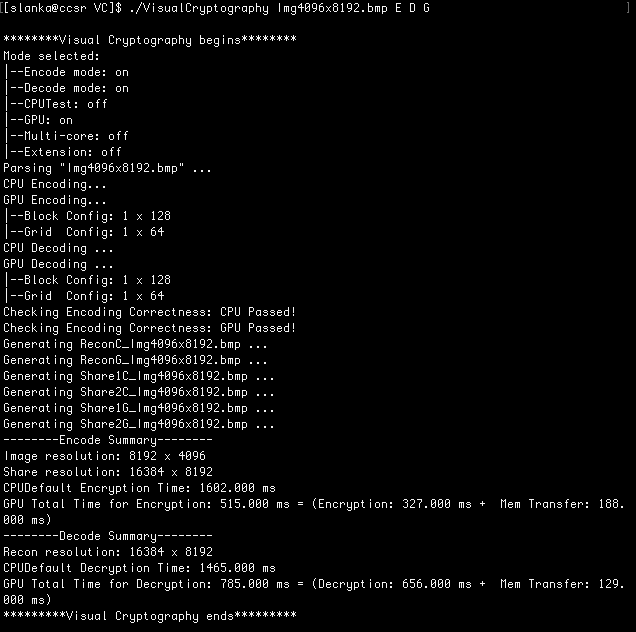 [[slanka@ccsr VC]$ ./VisualCryptography Img4096x8192.bmp E D G ]
********Visual Cryptography begins********
Mode selected:
|--Encode mode: on
|--Decode mode: on
|--CPUTest: off
|--GPU: on
|--Multi-core: off
|--Extension: off
Parsing "Img4096x8192.bmp" ...
CPU Encoding...
GPU Encoding...
|--Block Config: 1 x 128
|--Grid  Config: 1 x 64
CPU Decoding ...
GPU Decoding ...
|--Block Config: 1 x 128
|--Grid  Config: 1 x 64
Checking Encoding Correctness: CPU Passed!
Checking Encoding Correctness: GPU Passed!
Generating ReconC_Img4096x8192.bmp ...
Generating ReconG_Img4096x8192.bmp ...
Generating Share1C_Img4096x8192.bmp ...
Generating Share2C_Img4096x8192.bmp ...
Generating Share1G_Img4096x8192.bmp ...
Generating Share2G_Img4096x8192.bmp ...
--------Encode Summary--------
Image resolution: 8192 x 4096
Share resolution: 16384 x 8192
CPUDefault Encryption Time: 1602.000 ms
GPU Total Time for Encryption: 515.000 ms = (Encryption: 327.000 ms +  Mem Transfer: 188.
000 ms)
--------Decode Summary--------
Recon resolution: 16384 x 8192
CPUDefault Decryption Time: 1465.000 ms
GPU Total Time for Decryption: 785.000 ms = (Decryption: 656.000 ms +  Mem Transfer: 129.
000 ms)
*********Visual Cryptography ends*********